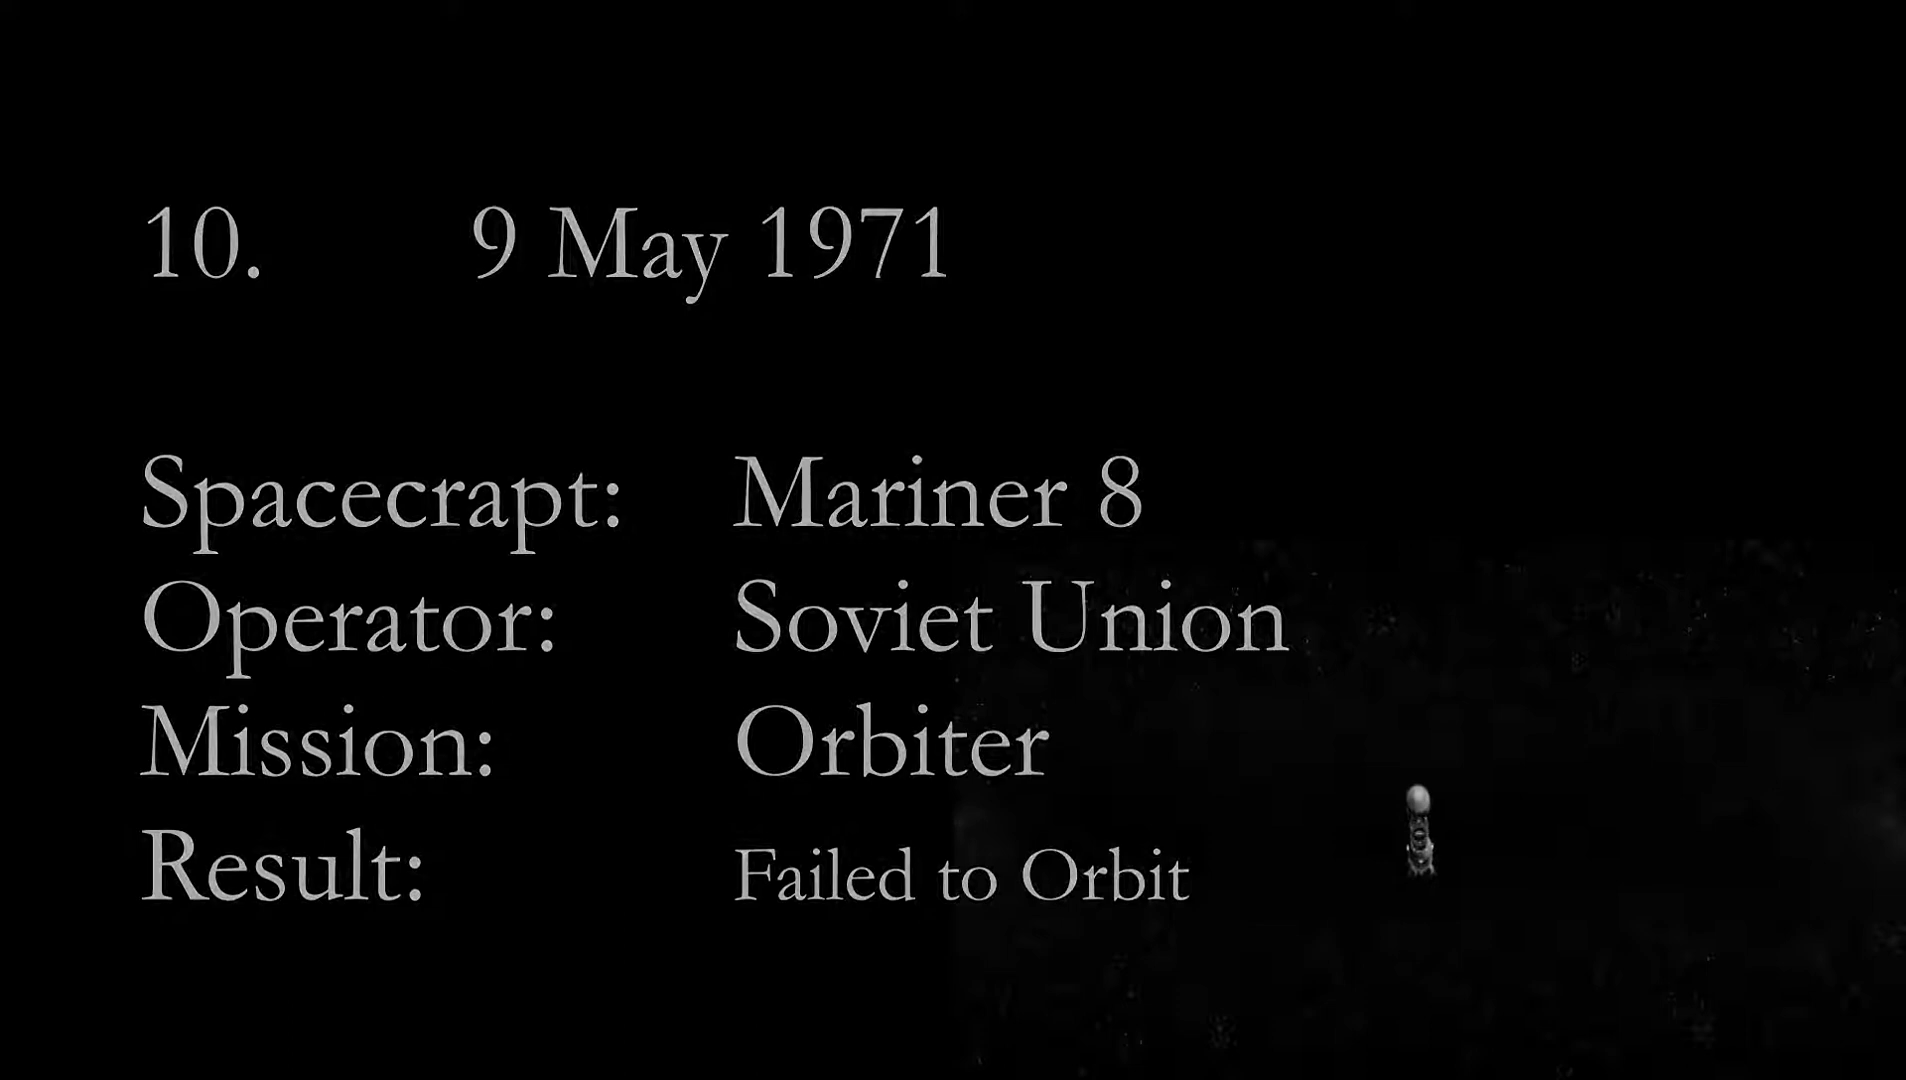 10. 9 May 1971
Spacecrapt: Mariner 8
Operator: Soviet Union
Mission: Orbiter
Result: Failed to Orbit